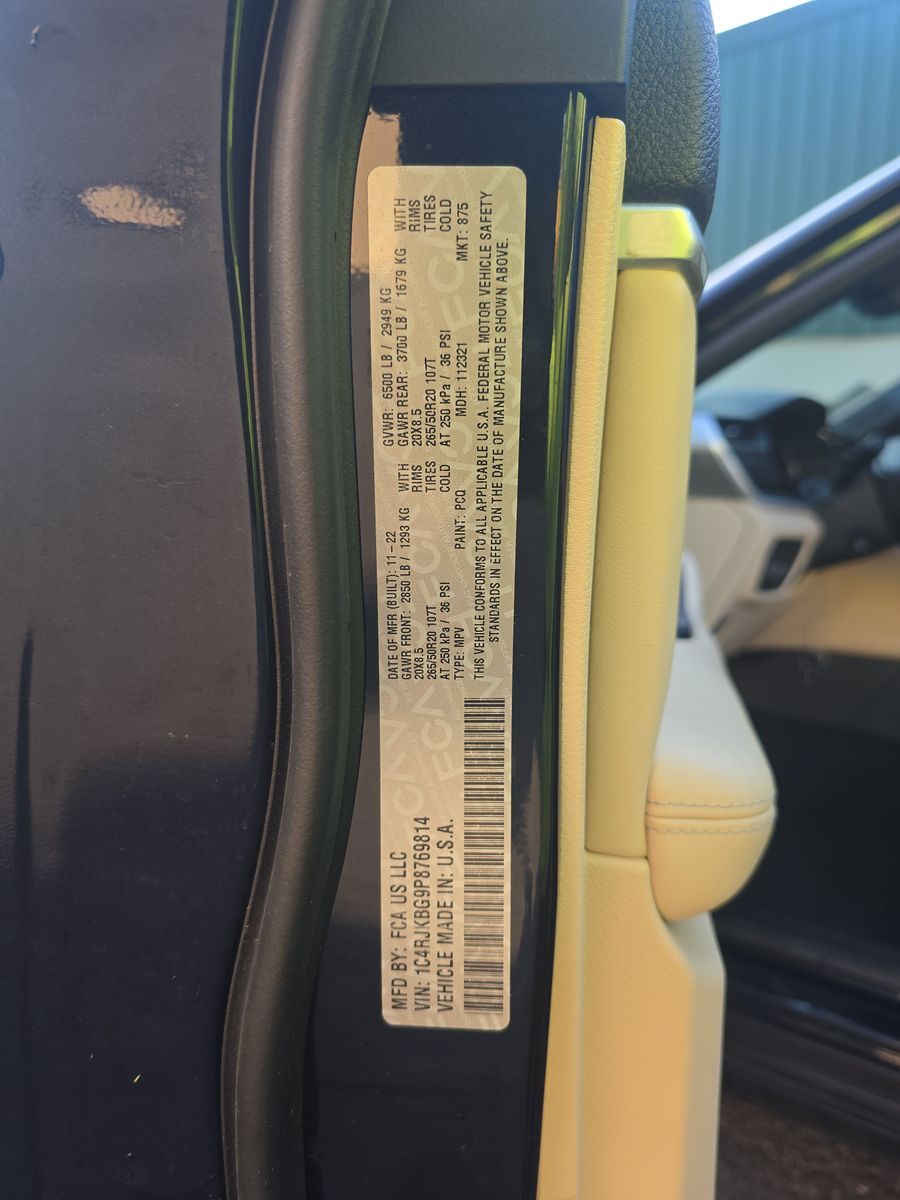 MFD BY: FCA US LLC
VIN: 1C4RJKBG9P8769814
VEHICLE MADE IN: U.S.A.
DATE OF MFR (BUILT): 11-22 GVWR: 6500 LB / 2949 KG
GAWR FRONT: 2850 LB / 1293 KG WITH GAWR REAR: 3700 LB / 1679 KG WITH
20X8.5 RIMS 20X8.5 RIMS
265/50R20 107T TIRES 265/50R20 107T TIRES
AT 250 kPa / 36 PSI COLD AT 250 kPa / 36 PSI COLD
TYPE: MPV PAINT: PCQ MDH: 112321 MKT: 875
THIS VEHICLE CONFORMS TO ALL APPLICABLE U.S.A. FEDERAL MOTOR VEHICLE SAFETY
STANDARDS IN EFFECT ON THE DATE OF MANUFACTURE SHOWN ABOVE.